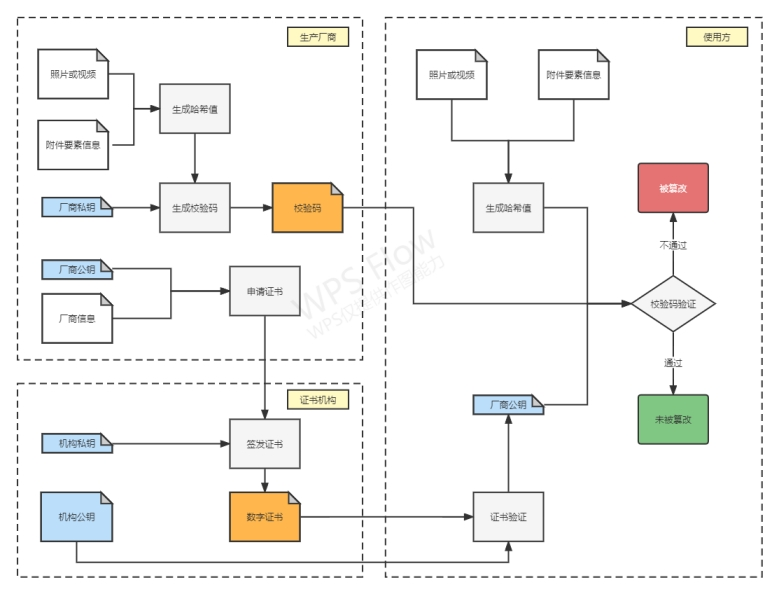 生产厂商
使用方
照片或视频
附件要素信息
生成哈希值
厂商私钥
生成校验码
校验码
厂商公钥
厂商信息
申请证书
照片或视频
附件要素信息
生成哈希值
被篡改
不通过
校验码验证
通过
未被篡改
厂商公钥
证书验证
证书机构
机构私钥
签发证书
机构公钥
数字证书
WPS Flow